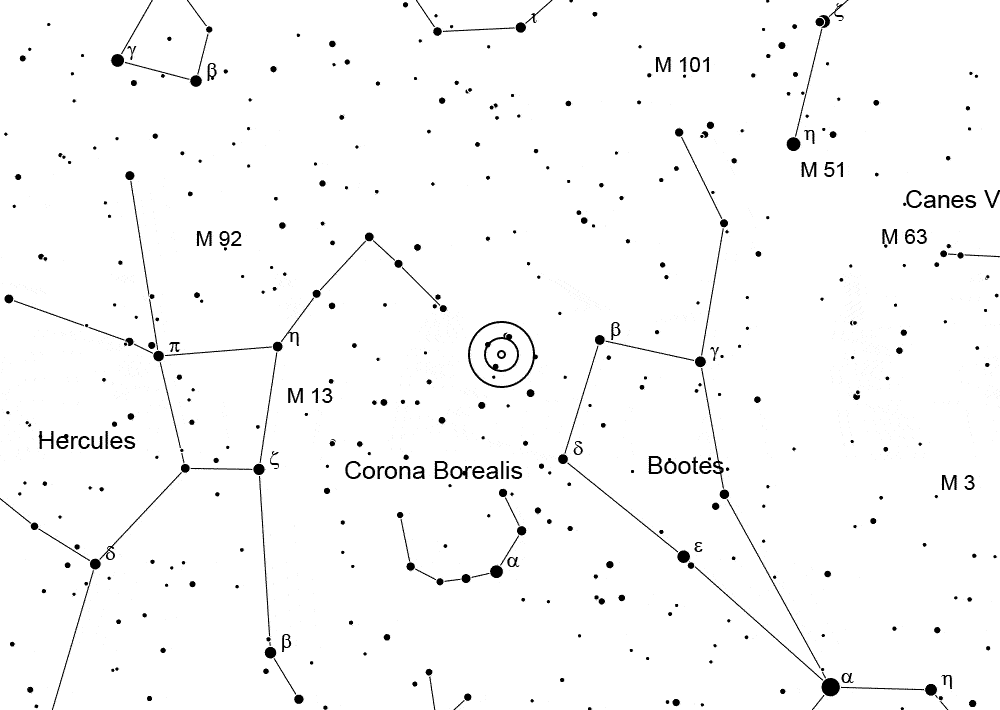 ι
ζ
γ
β
M 101
η
M 51
Canes V
M 92
M 63
β
η
π
γ
M 13
Hercules
δ
ζ
Corona Borealis
Bootes
M 3
δ
ε
α
β
α
η